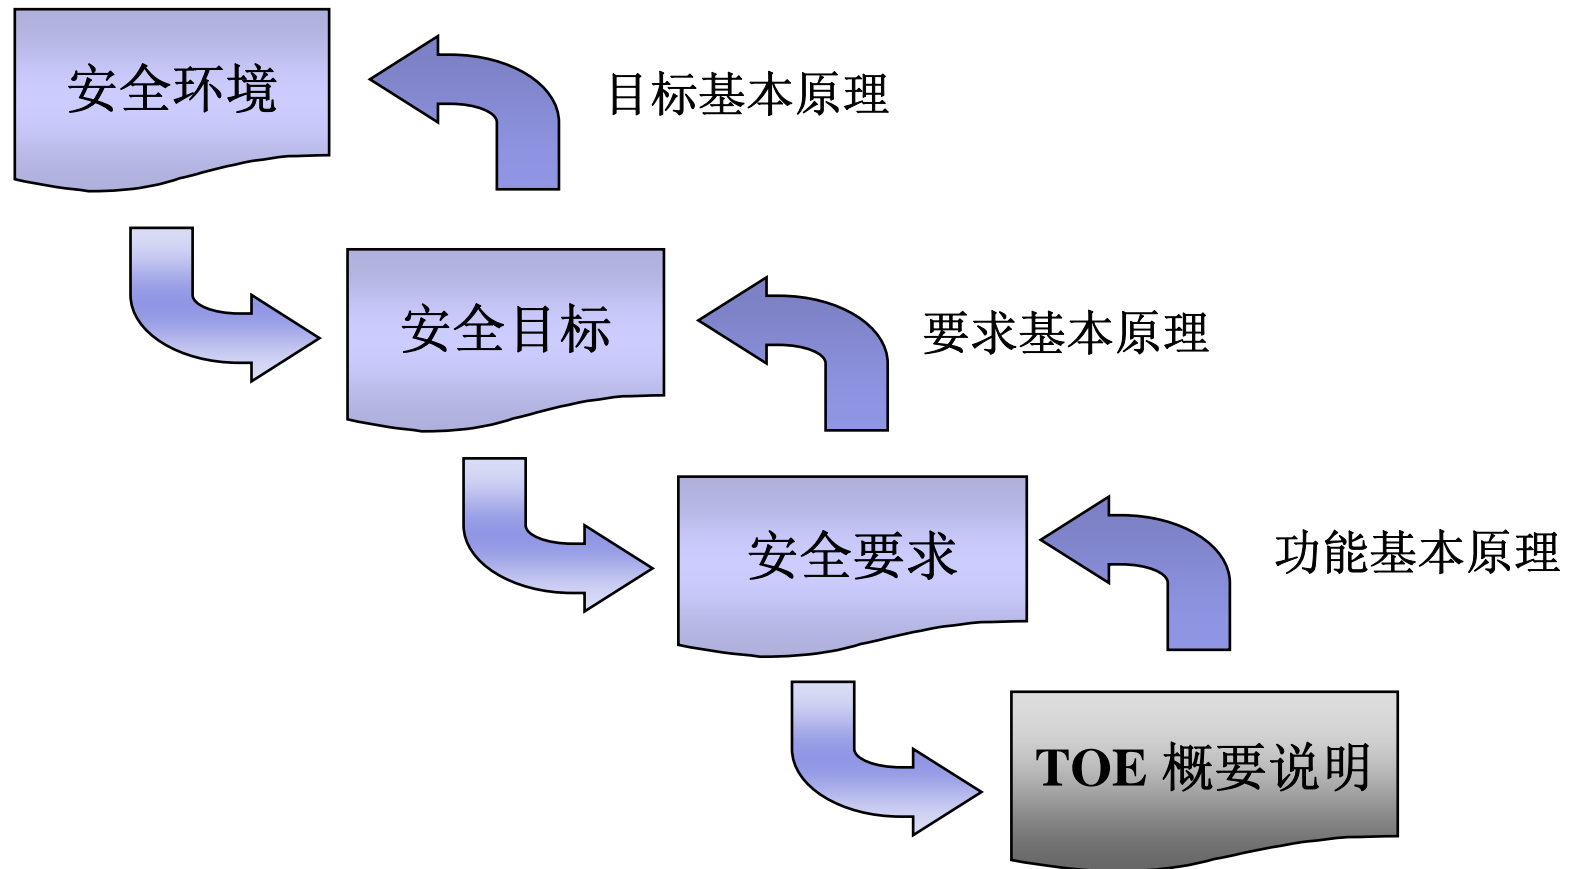 安全环境
目标基本原理
安全目标
要求基本原理
安全要求
功能基本原理
TOE 概要说明